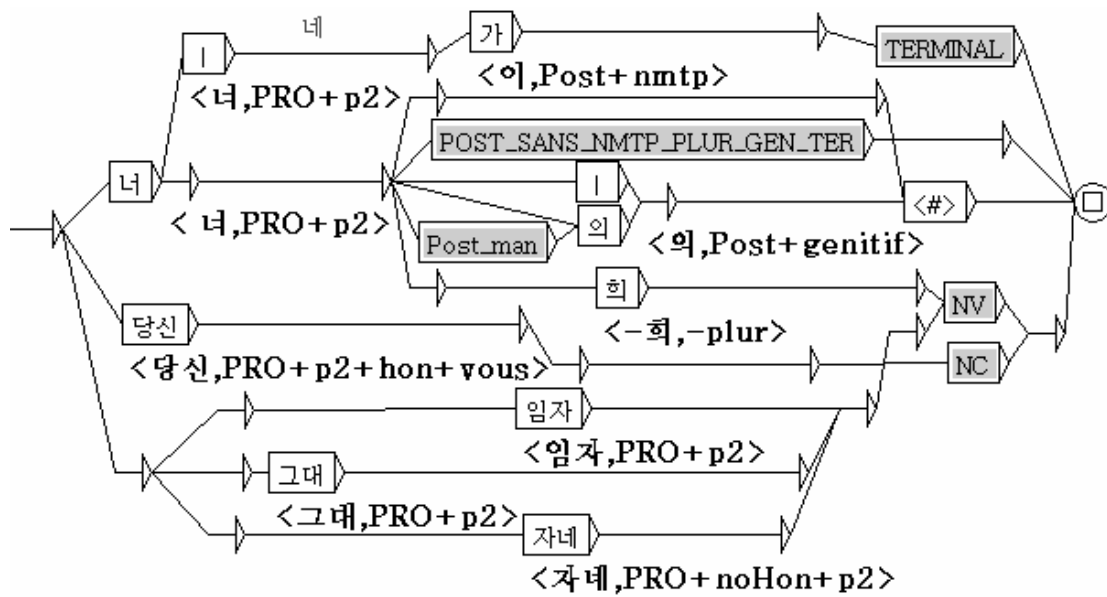 네
ㅣ
가
TERMINAL
<너,PRO+p2>
<이,Post+nmtp>
POST_SANS_NMTP_PLUR_GEN_TER
너
ㅣ
<너,PRO+p2>
의
<#>
Post_man
<의,Post+genitif>
희
NV
당신
<-희,-plur>
<당신,PRO+p2+hon+vous>
NC
임자
<임자,PRO+p2>
그대
<그대,PRO+p2>
자네
<자네,PRO+noHon+p2>